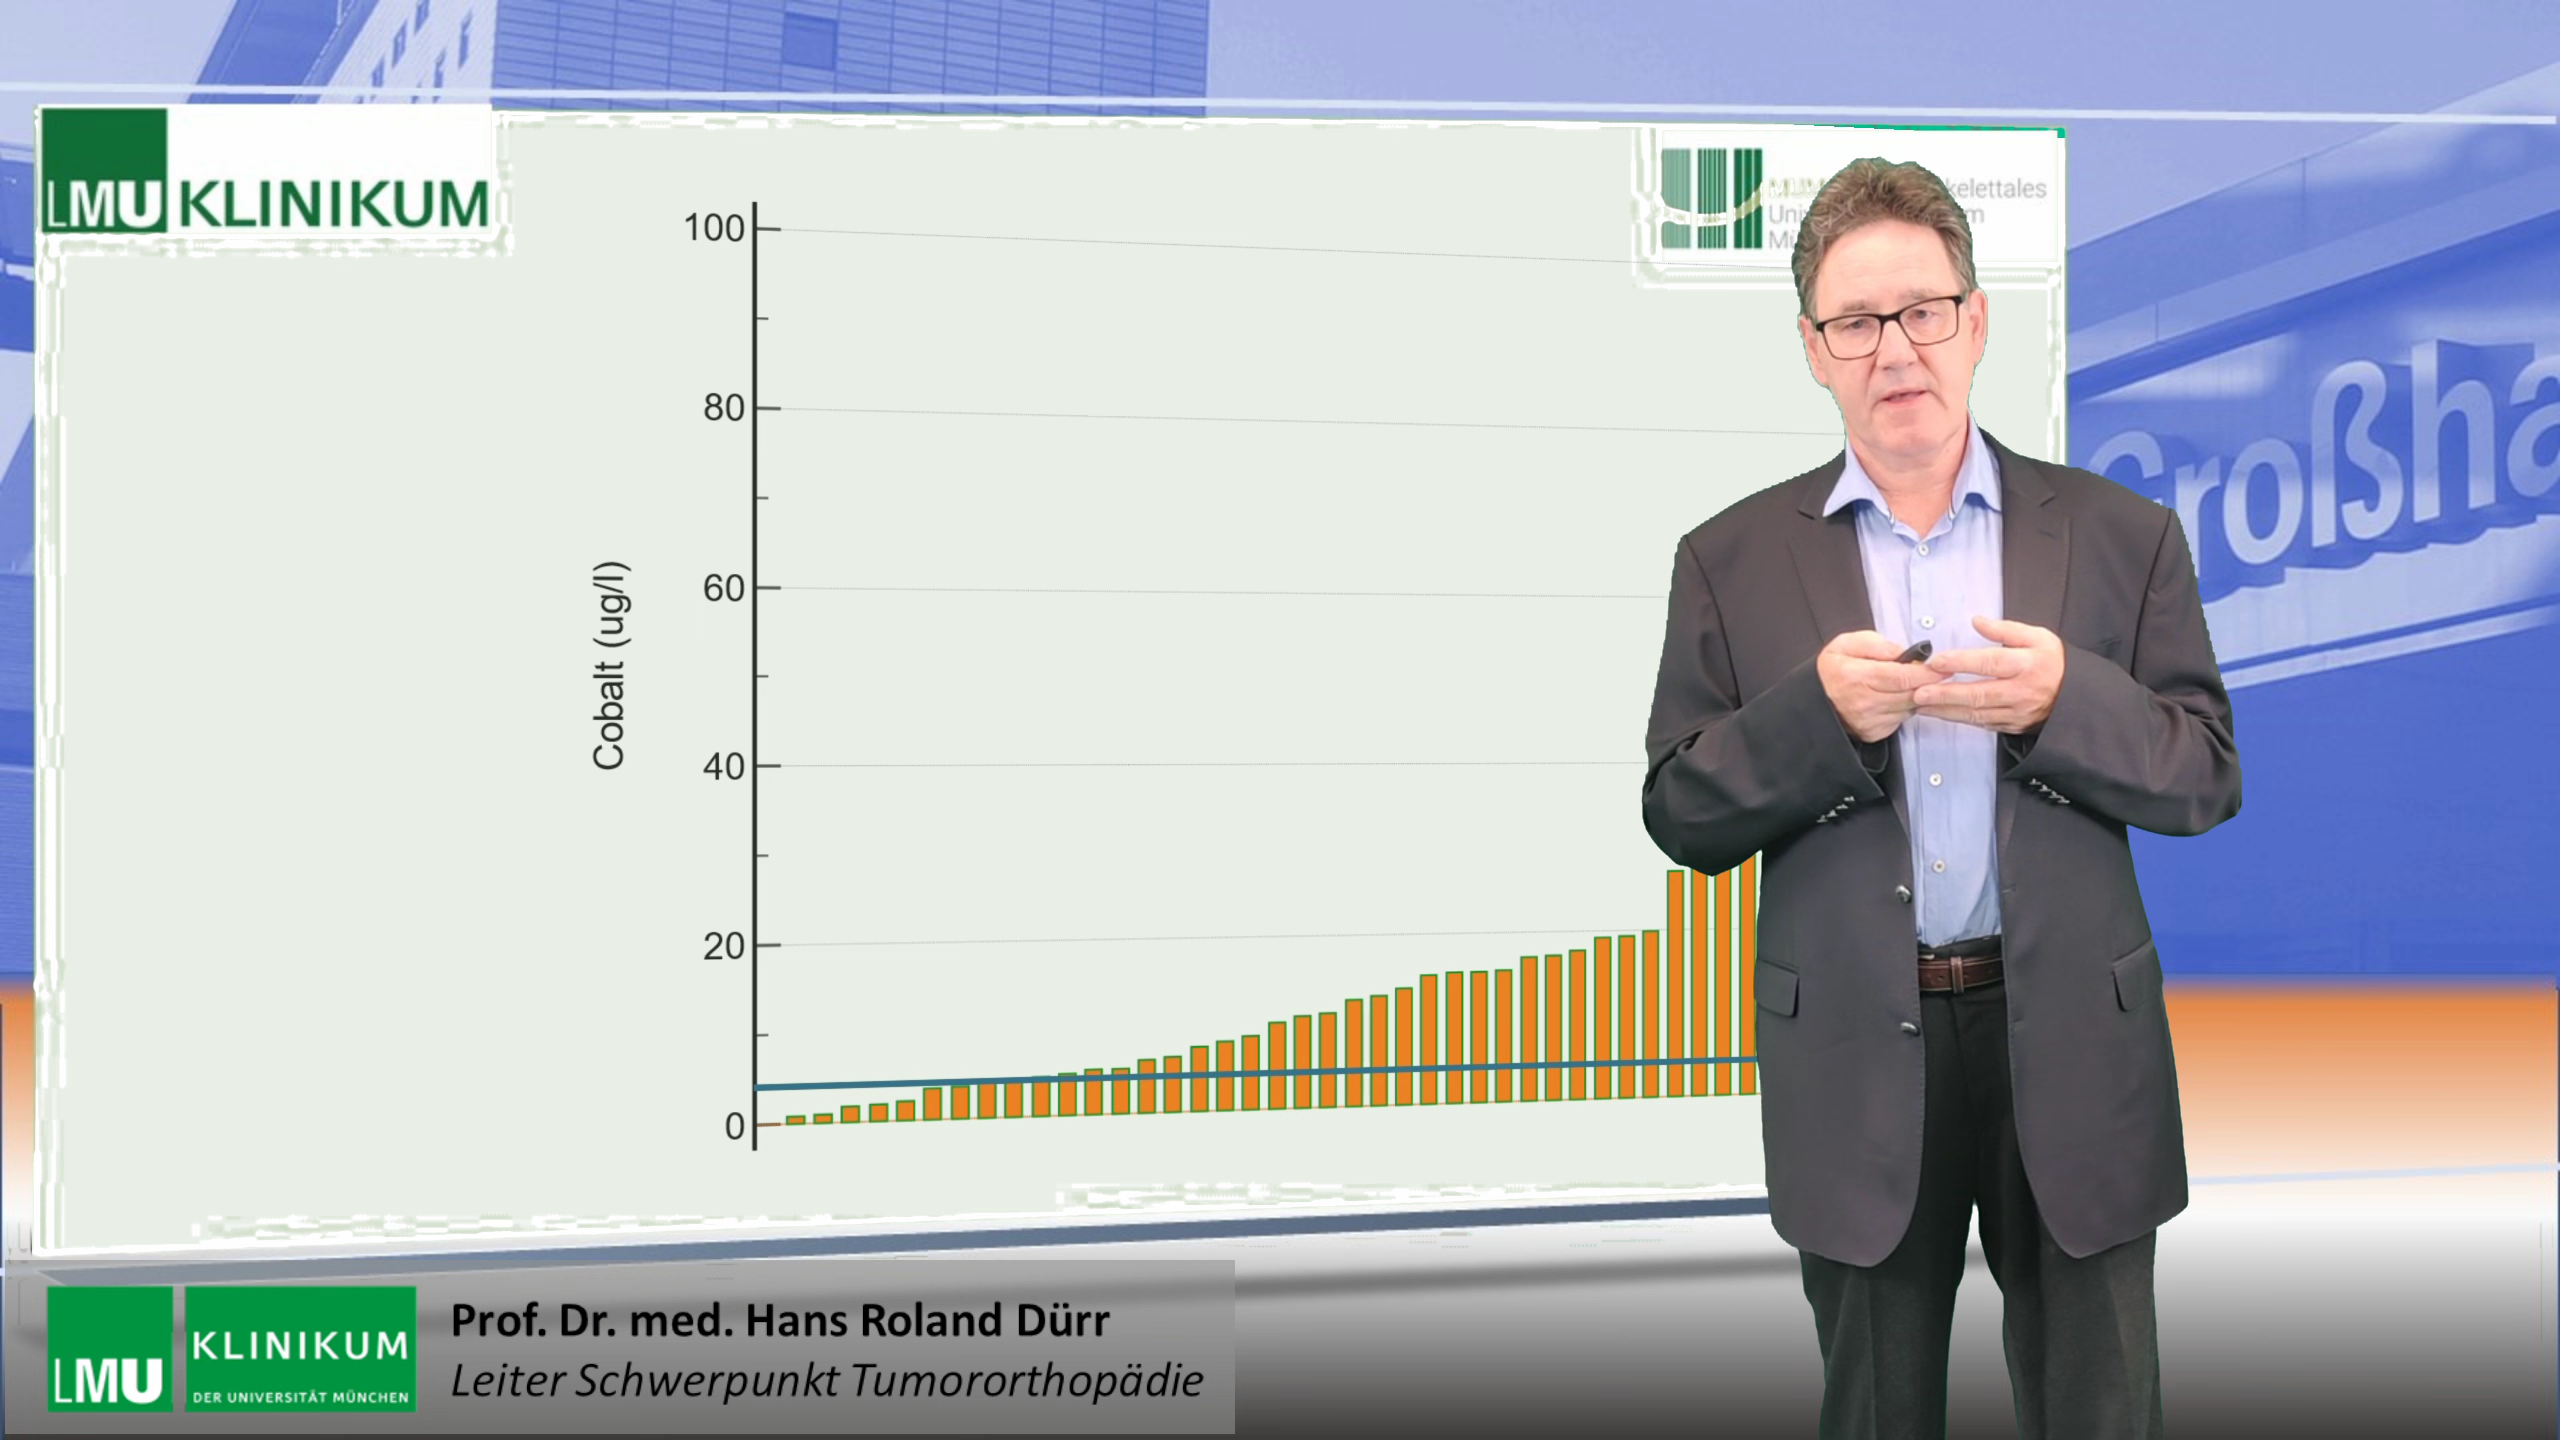 LMU KLINIKUM
kelettales
100
80
60
40
20
0
Cobalt (ug/l)
Großha
LMU KLINIKUM
DER UNIVERSITÄT MÜNCHEN
Prof. Dr. med. Hans Roland Dürr
Leiter Schwerpunkt Tumororthopädie